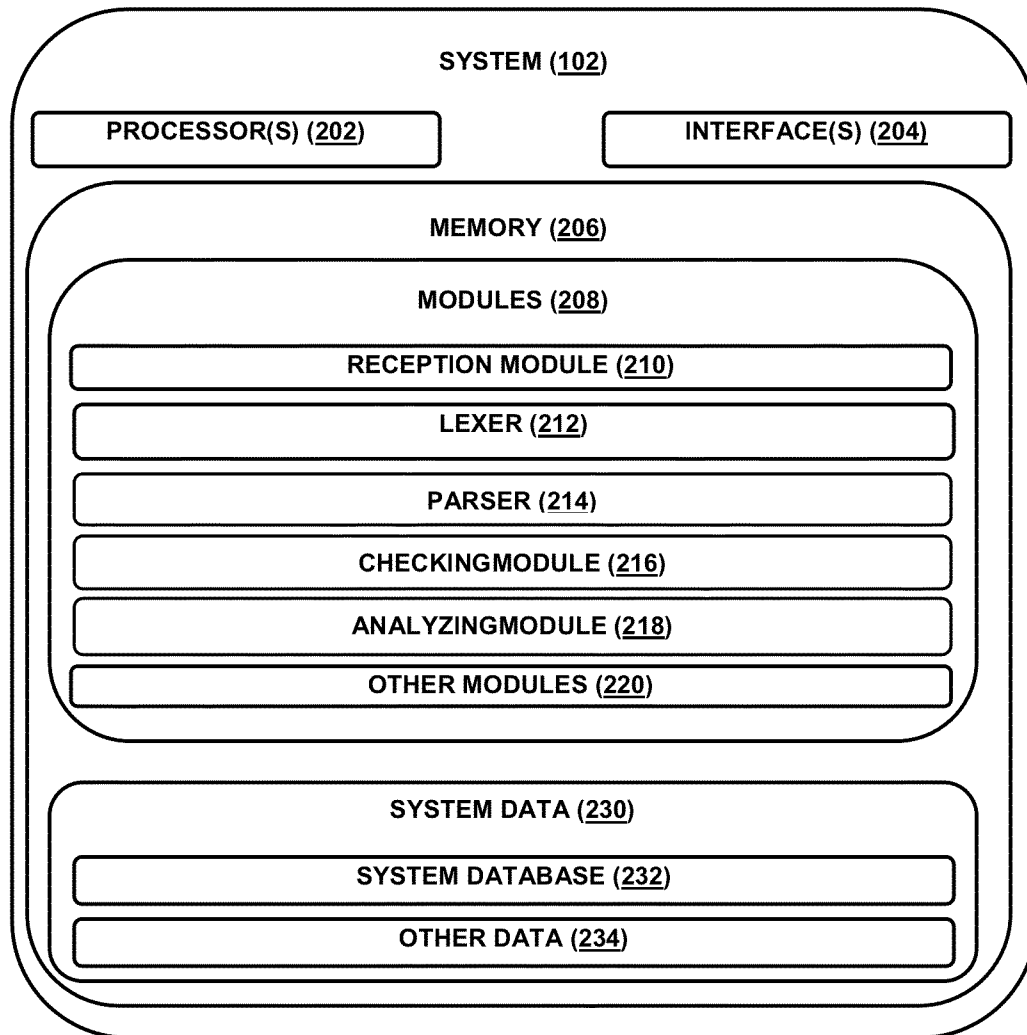 SYSTEM (102)
PROCESSOR(S) (202)
INTERFACE(S) (204)
MEMORY (206)
MODULES (208)
RECEPTION MODULE (210)
LEXER (212)
PARSER (214)
CHECKINGMODULE (216)
ANALYZINGMODULE (218)
OTHER MODULES (220)
SYSTEM DATA (230)
SYSTEM DATABASE (232)
OTHER DATA (234)